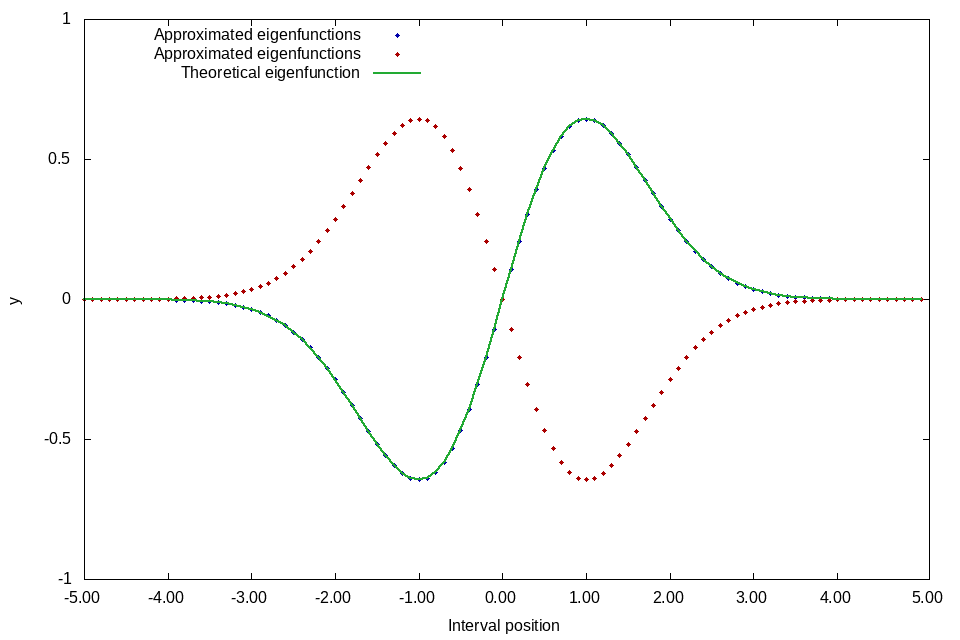 Approximated eigenfunctions
Approximated eigenfunctions
Theoretical eigenfunction
1
0.5
0
-0.5
-1
y
-5.00 -4.00 -3.00 -2.00 -1.00 0.00 1.00 2.00 3.00 4.00 5.00
Interval position